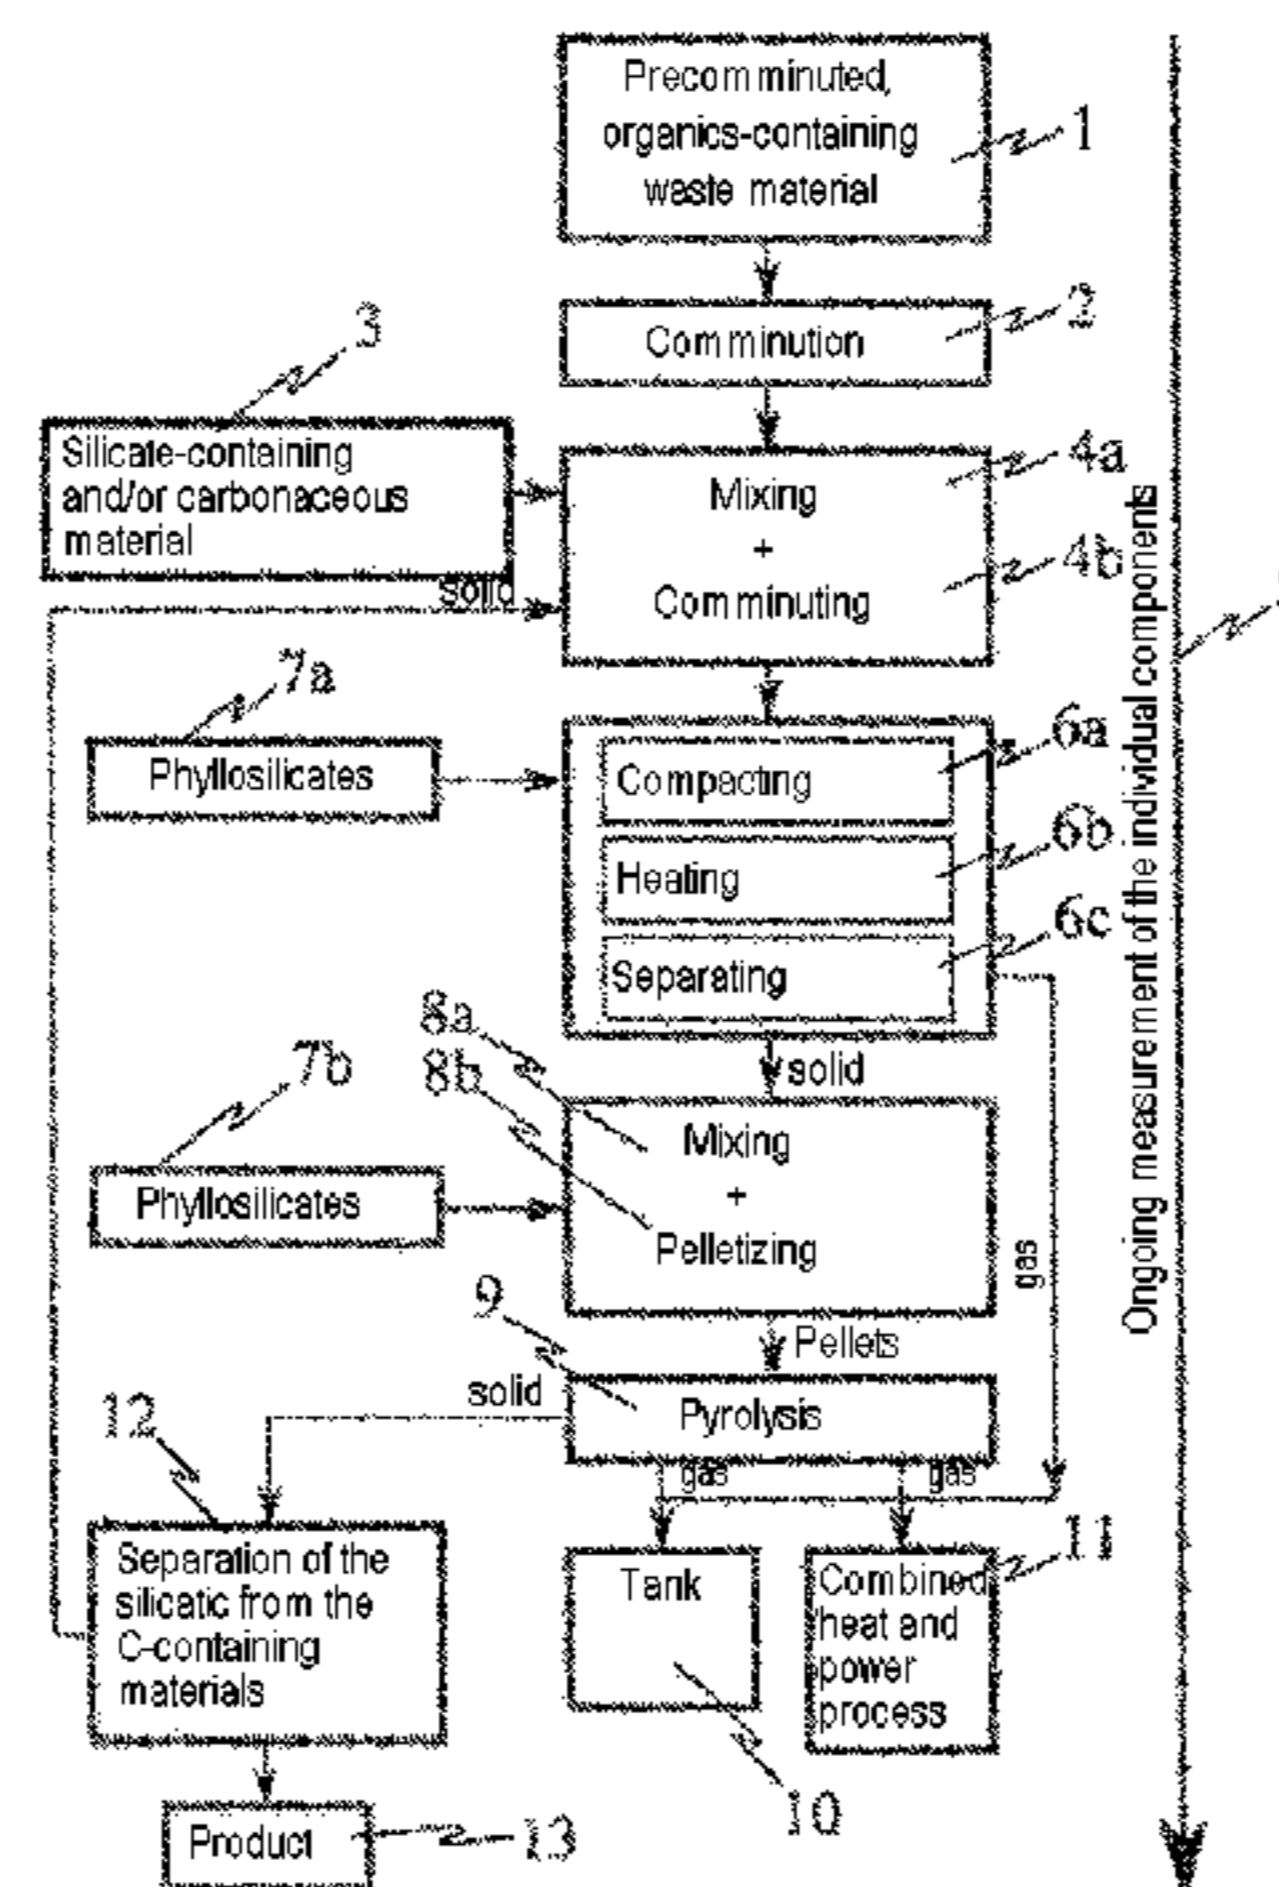 Precomminuted,
organics-containing
waste material
1
Comminution
2
3
Silicate-containing
and/or carbonaceous
material
Mixing
+
Comminuting
4a
4b
solid
7a
Phyllosilicates
Compacting
6a
Heating
6b
Separating
6c
Ongoing measurement of the individual components
solid
8a
8b
7b
Phyllosilicates
Mixing
+
Pelletizing
gas
9
Pellets
solid
Pyrolysis
gas
gas
12
Separation of the
silicatic from the
C-containing
materials
Tank
10
Combined
heat and
power
process
11
Product
13